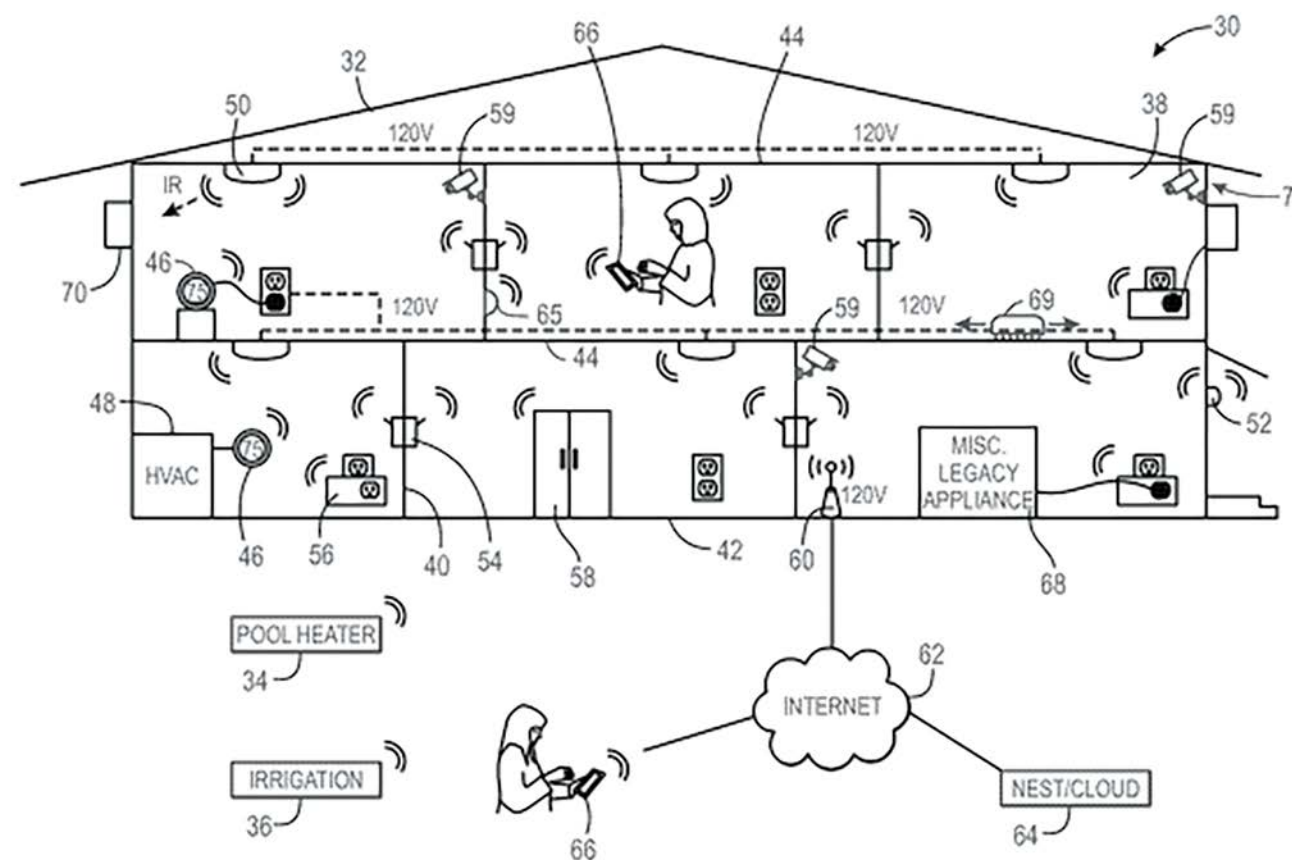 30
66
44
32
50
59
38
59
120V
120V
IR
7
46
75
70
120V
65
120V
69
59
44
48
HVAC
75
52
MISC.
LEGACY
APPLIANCE
120V
46
56
40
54
58
42
60
68
POOL HEATER
34
62
INTERNET
IRRIGATION
36
66
NEST/CLOUD
64